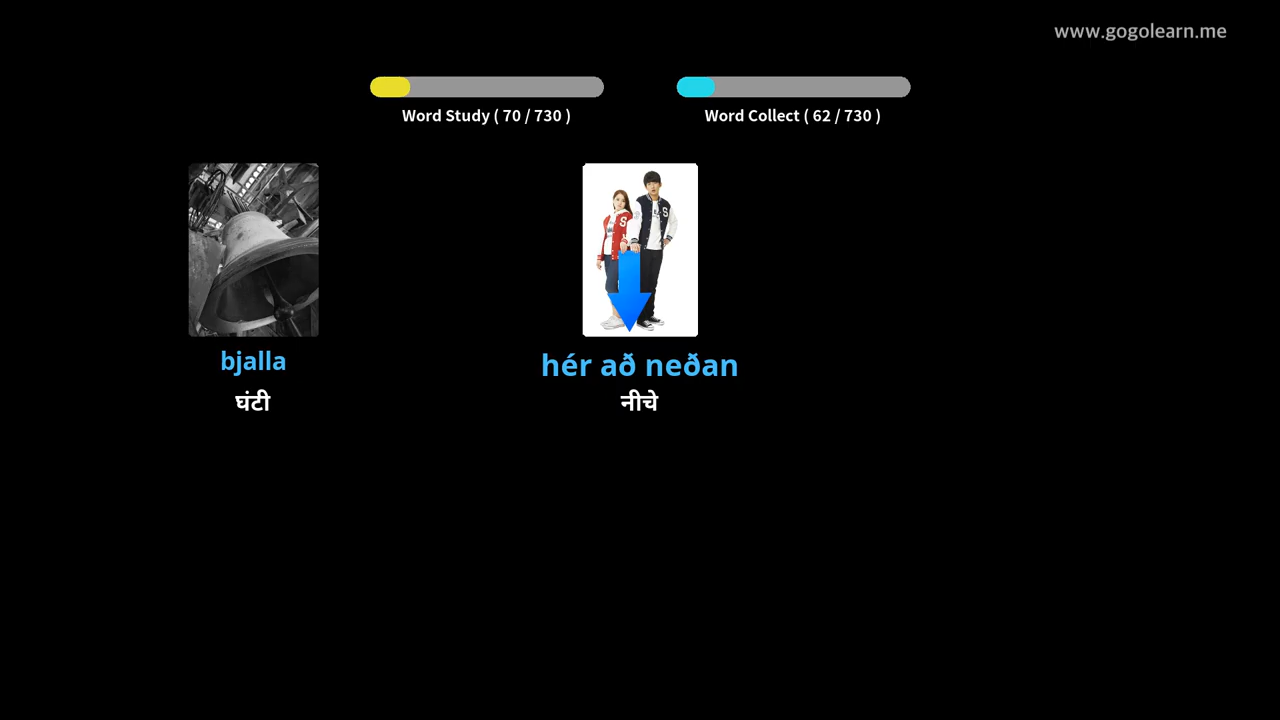 www.gogolearn.me
Word Study ( 70 / 730 )
Word Collect ( 62 / 730 )
S
S
bjalla
hér að neðan
घंटी
नीचे